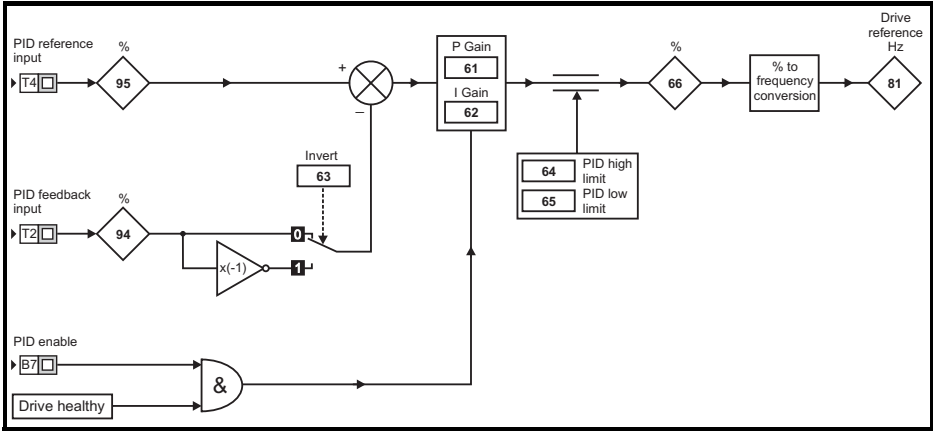 PID reference
input
T4
%
95
+
–
P Gain
61
I Gain
62
%
66
% to
frequency
conversion
Drive
reference
Hz
81
64
PID high
limit
65
PID low
limit
Invert
63
PID feedback
input
T2
%
94
0
x(-1)
1
PID enable
B7
&
Drive healthy